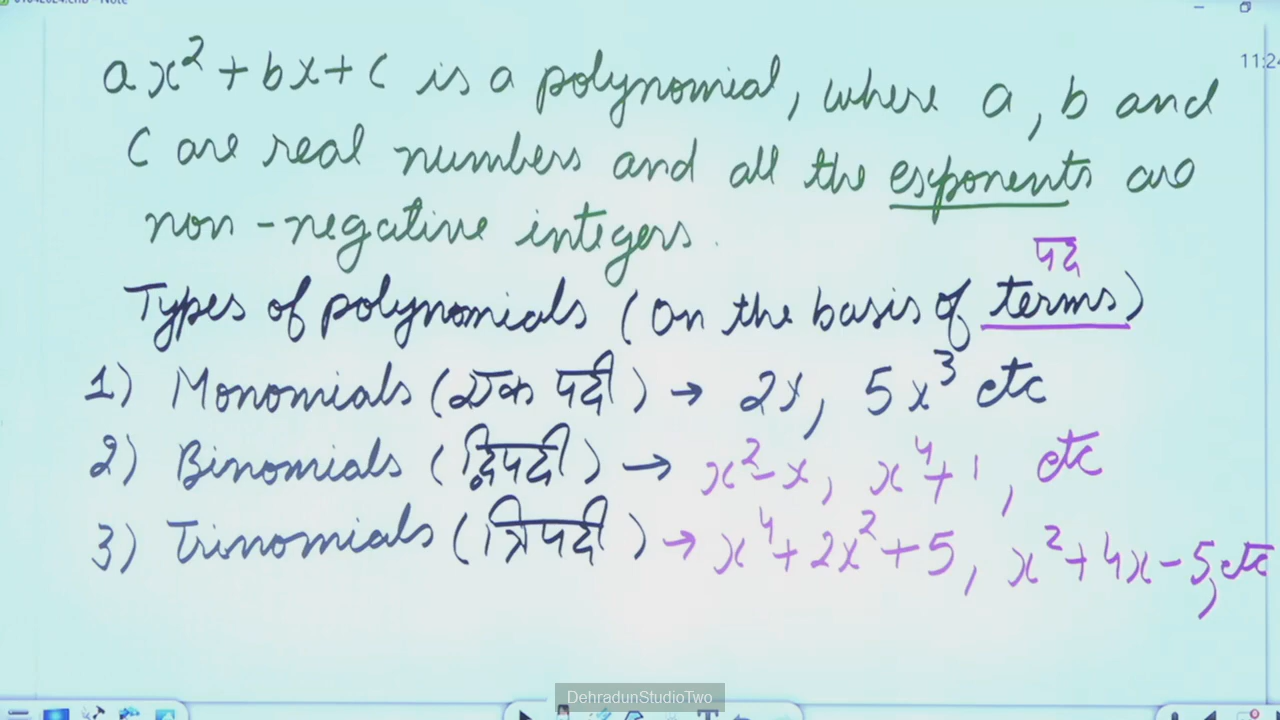 ax² + bx + c is a polynomial, where a, b and
c are real numbers and all the exponents are
non-negative integers.
पद
Types of polynomials (on the basis of terms)
1) Monomials (एक पदी) → 2x, 5x³ etc
2) Binomials (द्विपदी) → x² - x, x⁴ + 1, etc
3) Trinomials (त्रिपदी) → x⁴ + 2x² + 5, x² + 4x - 5, etc
DehradunStudioTwo